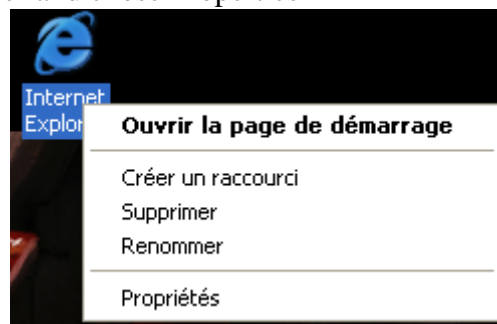 Internet
Explor
Ouvrir la page de démarrage
Créer un raccourci
Supprimer
Renommer
Propriétés